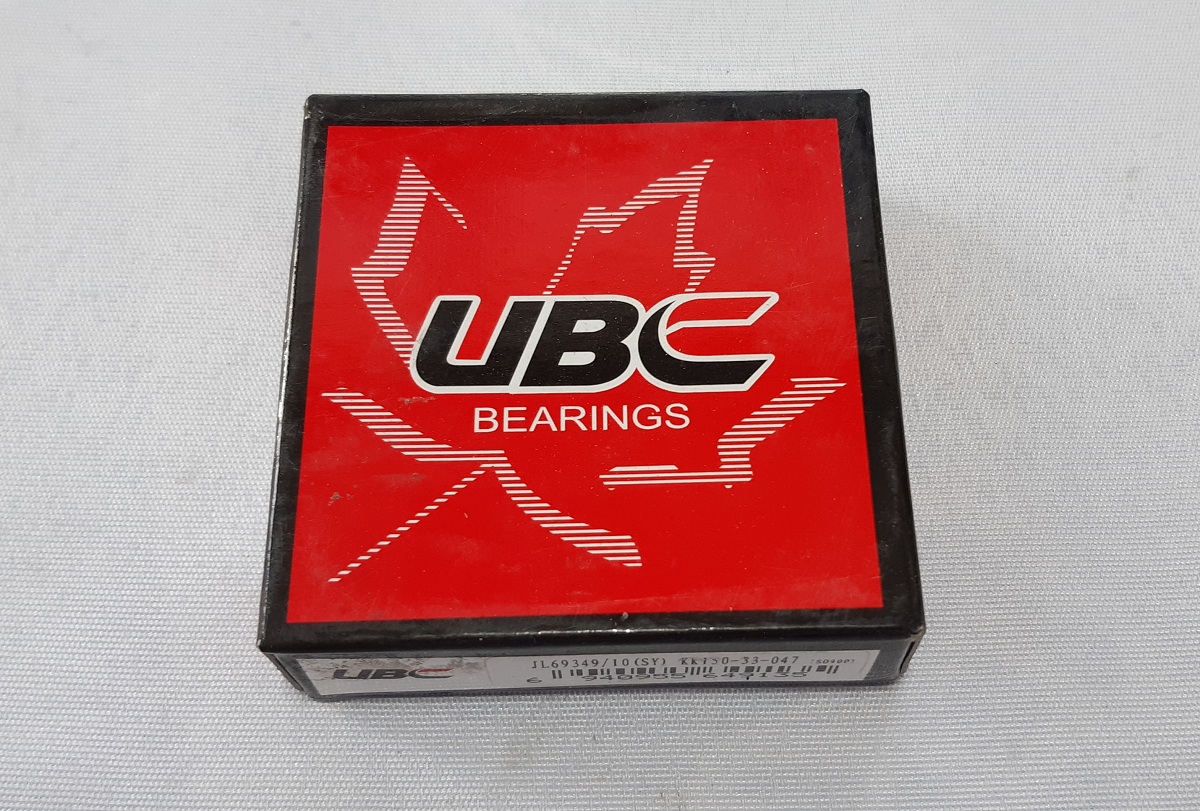 UBC
BEARINGS
JL69349/10(SY) KK150-33-047
UBC